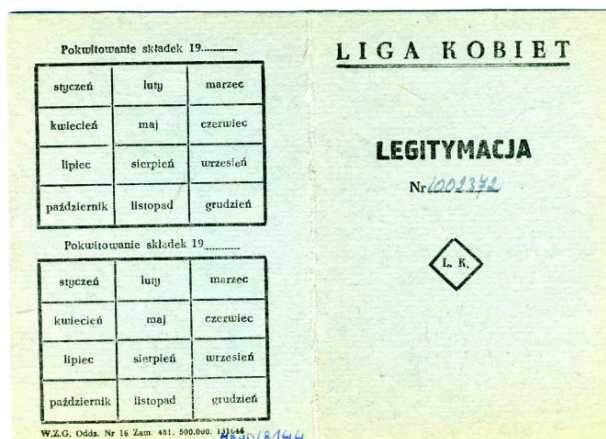 Pokwitowanie składek 19
styczeń luty marzec
kwiecień maj czerwiec
lipiec sierpień wrzesień
październik listopad grudzień
Pokwitowanie składek 19
styczeń luty marzec
kwiecień maj czerwiec
lipiec sierpień wrzesień
październik listopad grudzień
W.Z.G. Oddz. Nr 16 Zam. 481. 500.000.
LIGA KOBIET
LEGITYMACJA
Nr 1002372
L. K.